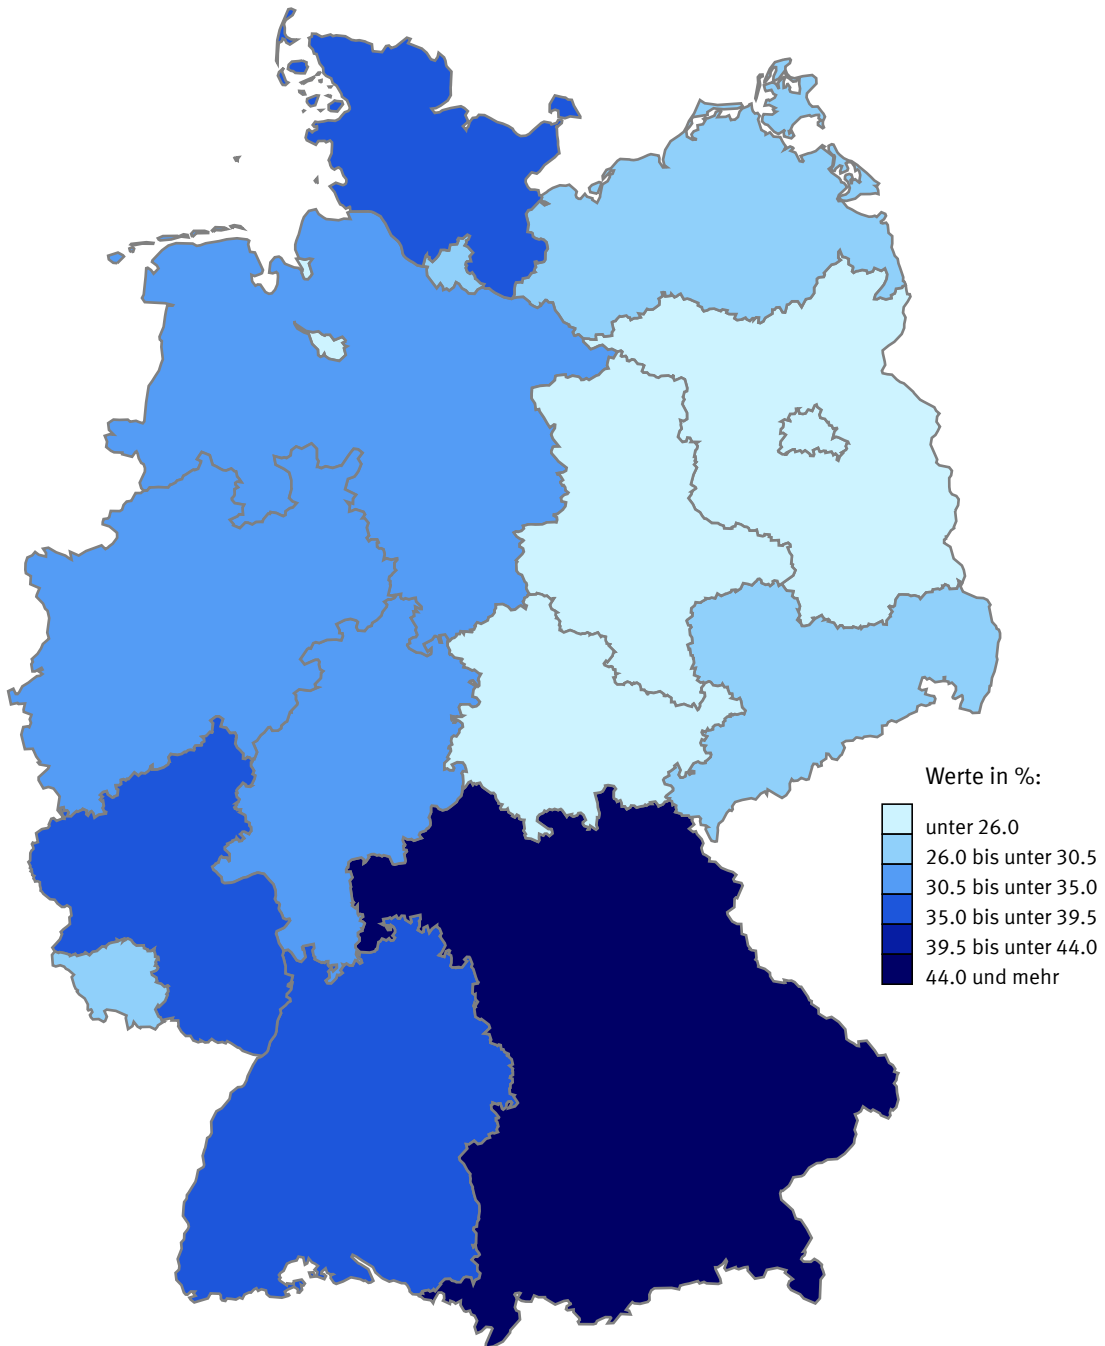 Werte in %:
unter 26.0
26.0 bis unter 30.5
30.5 bis unter 35.0
35.0 bis unter 39.5
39.5 bis unter 44.0
44.0 und mehr